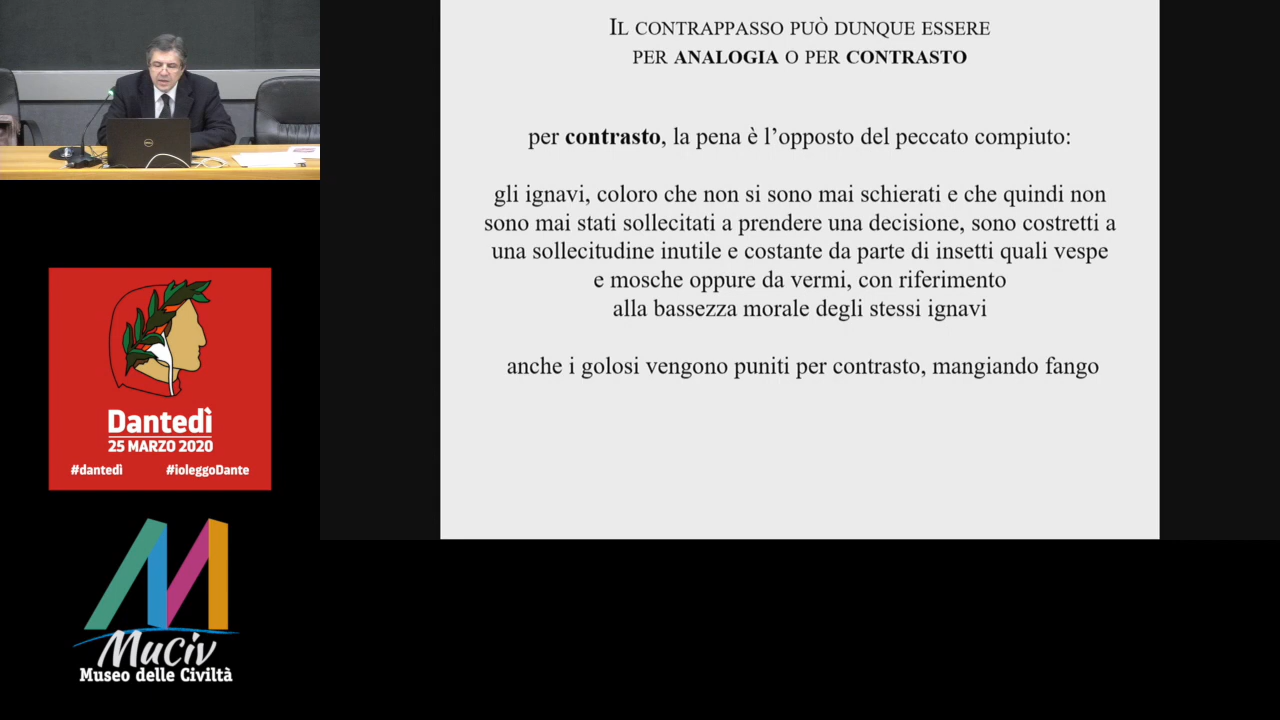 IL CONTRAPPASSO PUÒ DUNQUE ESSERE
PER ANALOGIA O PER CONTRASTO
per contrasto, la pena è l’opposto del peccato compiuto:
gli ignavi, coloro che non si sono mai schierati e che quindi non
sono mai stati sollecitati a prendere una decisione, sono costretti a
una sollecitudine inutile e costante da parte di insetti quali vespe
e mosche oppure da vermi, con riferimento
alla bassezza morale degli stessi ignavi
anche i golosi vengono puniti per contrasto, mangiando fango
Dantedì
25 MARZO 2020
#dantedì #ioleggoDante
MuCiv
Museo delle Civiltà